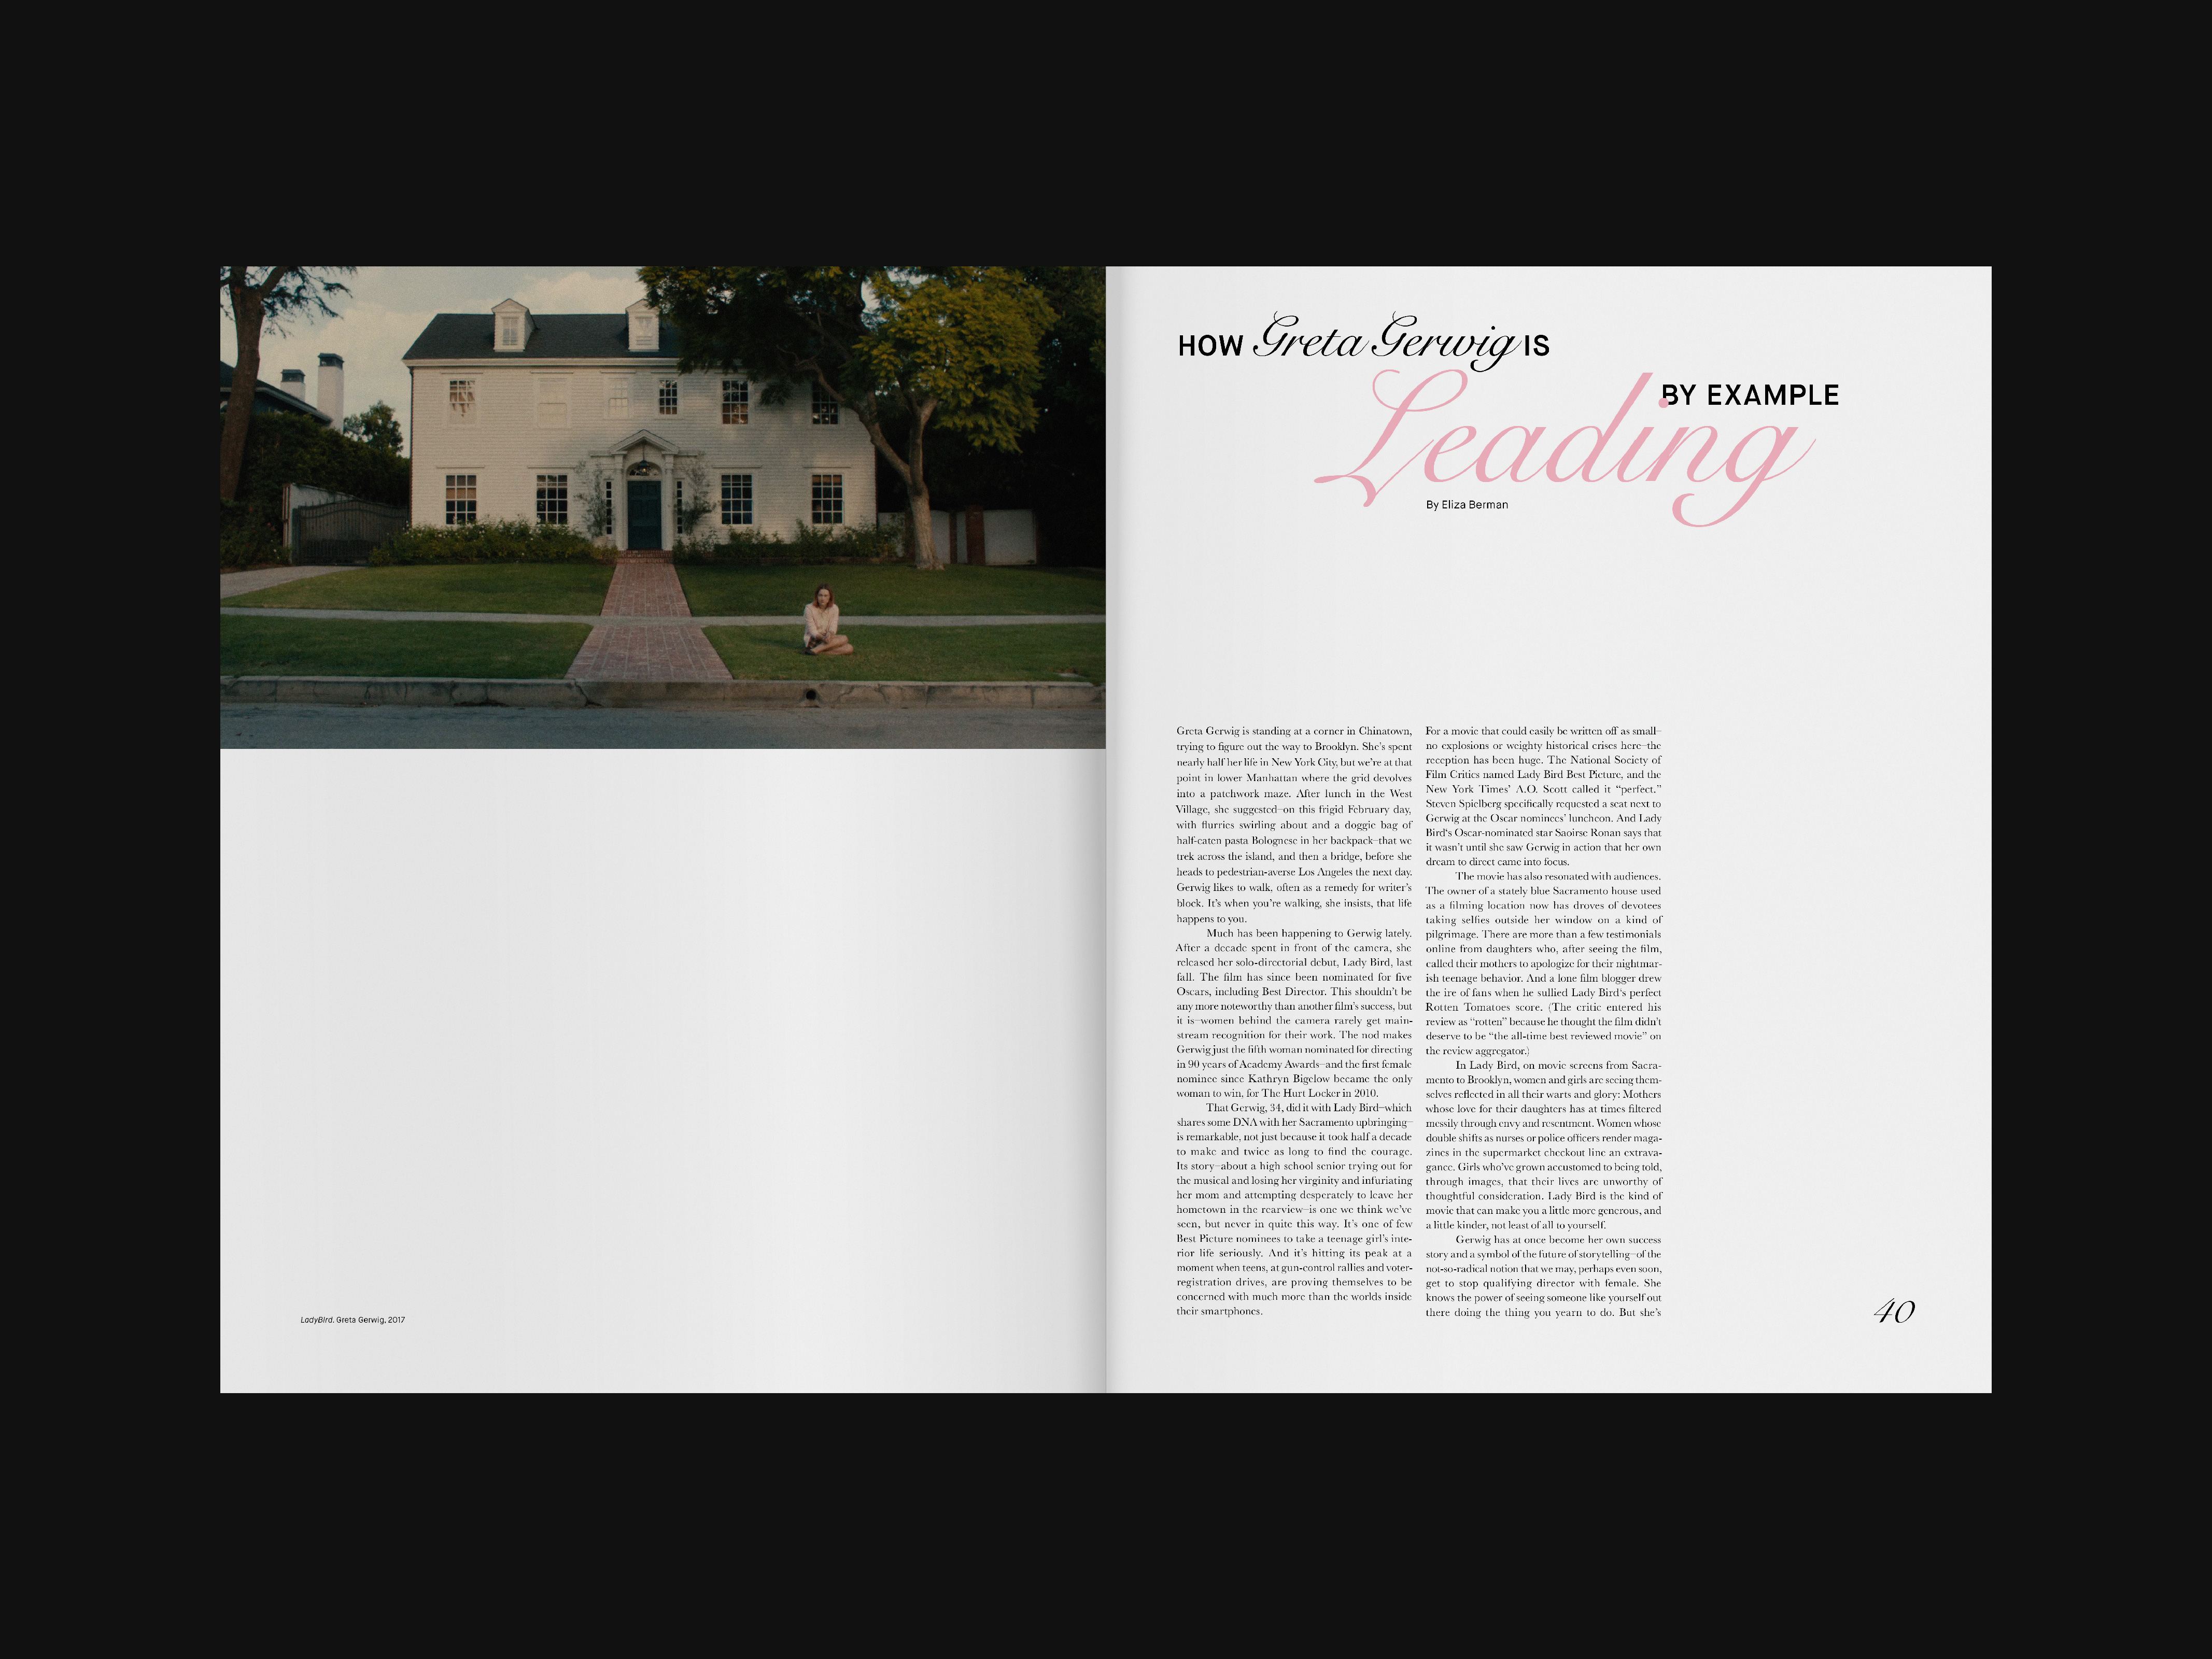 LadyBird. Greta Gerwig, 2017
HOW Greta Gerwig IS
Leading
BY EXAMPLE
By Eliza Berman
Greta Gerwig is standing at a corner in Chinatown,
trying to figure out the way to Brooklyn. She's spent
nearly half her life in New York City, but we're at that
point in lower Manhattan where the grid devolves
into a patchwork maze. After lunch in the West
Village, she suggested–on this frigid February day,
with flurries swirling about and a doggie bag of
half-eaten pasta Bolognese in her backpack–that we
trek across the island, and then a bridge, before she
heads to pedestrian-averse Los Angeles the next day.
Gerwig likes to walk, often as a remedy for writer's
block. It's when you're walking, she insists, that life
happens to you.
Much has been happening to Gerwig lately.
After a decade spent in front of the camera, she
released her solo-directorial debut, Lady Bird, last
fall. The film has since been nominated for five
Oscars, including Best Director. This shouldn't be
any more noteworthy than another film's success, but
it is–women behind the camera rarely get main-
stream recognition for their work. The nod makes
Gerwig just the fifth woman nominated for directing
in 90 years of Academy Awards–and the first female
nominee since Kathryn Bigelow became the only
woman to win, for The Hurt Locker in 2010.
That Gerwig, 34, did it with Lady Bird–which
shares some DNA with her Sacramento upbringing–
is remarkable, not just because it took half a decade
to make and twice as long to find the courage.
Its story–about a high school senior trying out for
the musical and losing her virginity and infuriating
her mom and attempting desperately to leave her
hometown in the rearview–is one we think we've
seen, but never in quite this way. It's one of few
Best Picture nominees to take a teenage girl's inte-
rior life seriously. And it's hitting its peak at a
moment when teens, at gun-control rallies and voter-
registration drives, are proving themselves to be
concerned with much more than the worlds inside
their smartphones.
For a movie that could easily be written off as small–
no explosions or weighty historical crises here–the
reception has been huge. The National Society of
Film Critics named Lady Bird Best Picture, and the
New York Times' A.O. Scott called it “perfect.”
Steven Spielberg specifically requested a seat next to
Gerwig at the Oscar nominees' luncheon. And Lady
Bird's Oscar-nominated star Saoirse Ronan says that
it wasn't until she saw Gerwig in action that her own
dream to direct came into focus.
The movie has also resonated with audiences.
The owner of a stately blue Sacramento house used
as a filming location now has droves of devotees
taking selfies outside her window on a kind of
pilgrimage. There are more than a few testimonials
online from daughters who, after seeing the film,
called their mothers to apologize for their nightmar-
ish teenage behavior. And a lone film blogger drew
the ire of fans when he sullied Lady Bird's perfect
Rotten Tomatoes score. (The critic entered his
review as “rotten” because he thought the film didn't
deserve to be “the all-time best reviewed movie” on
the review aggregator.)
In Lady Bird, on movie screens from Sacra-
mento to Brooklyn, women and girls are seeing them-
selves reflected in all their warts and glory: Mothers
whose love for their daughters has at times filtered
messily through envy and resentment. Women whose
double shifts as nurses or police officers render maga-
zines in the supermarket checkout line an extrava-
gance. Girls who've grown accustomed to being told,
through images, that their lives are unworthy of
thoughtful consideration. Lady Bird is the kind of
movie that can make you a little more generous, and
a little kinder, not least of all to yourself.
Gerwig has at once become her own success
story and a symbol of the future of storytelling–of the
not-so-radical notion that we may, perhaps even soon,
get to stop qualifying director with female. She
knows the power of seeing someone like yourself out
there doing the thing you yearn to do. But she's
40